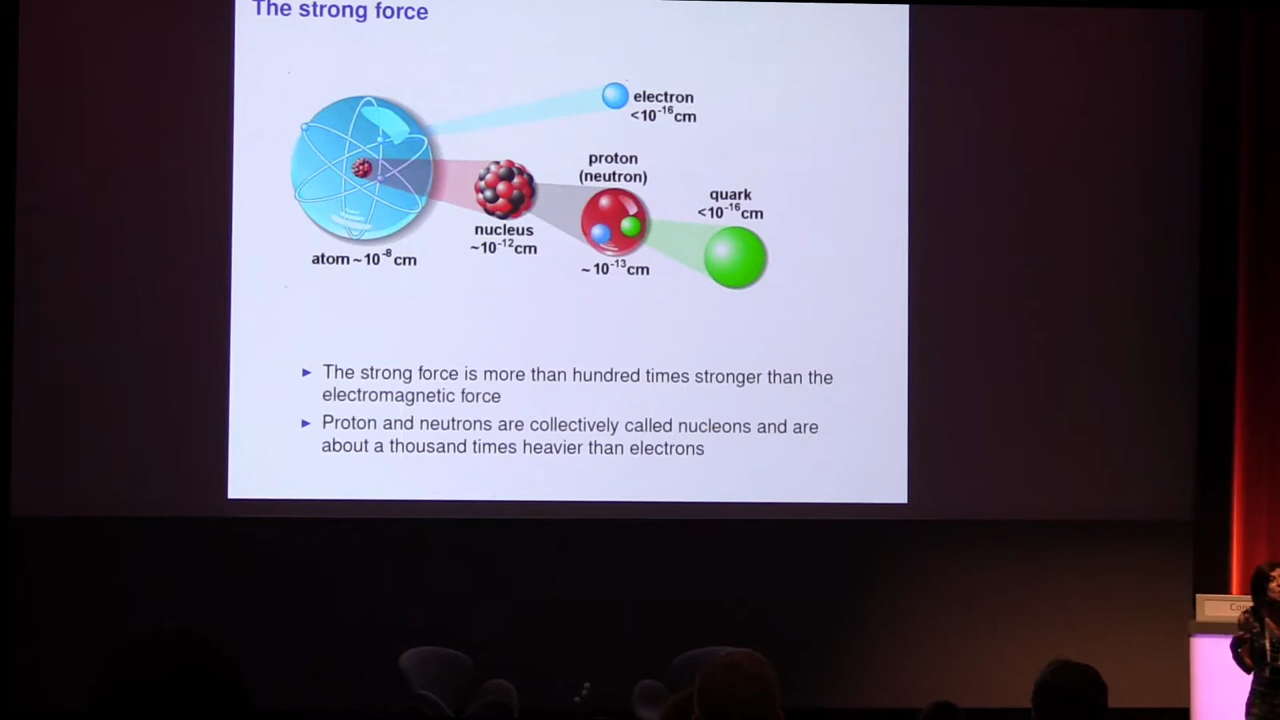 The strong force
electron
<10⁻¹⁶cm
proton
(neutron)
quark
<10⁻¹⁶cm
nucleus
~10⁻¹²cm
atom ~10⁻⁸ cm
~10⁻¹³cm
► The strong force is more than hundred times stronger than the
electromagnetic force
► Proton and neutrons are collectively called nucleons and are
about a thousand times heavier than electrons